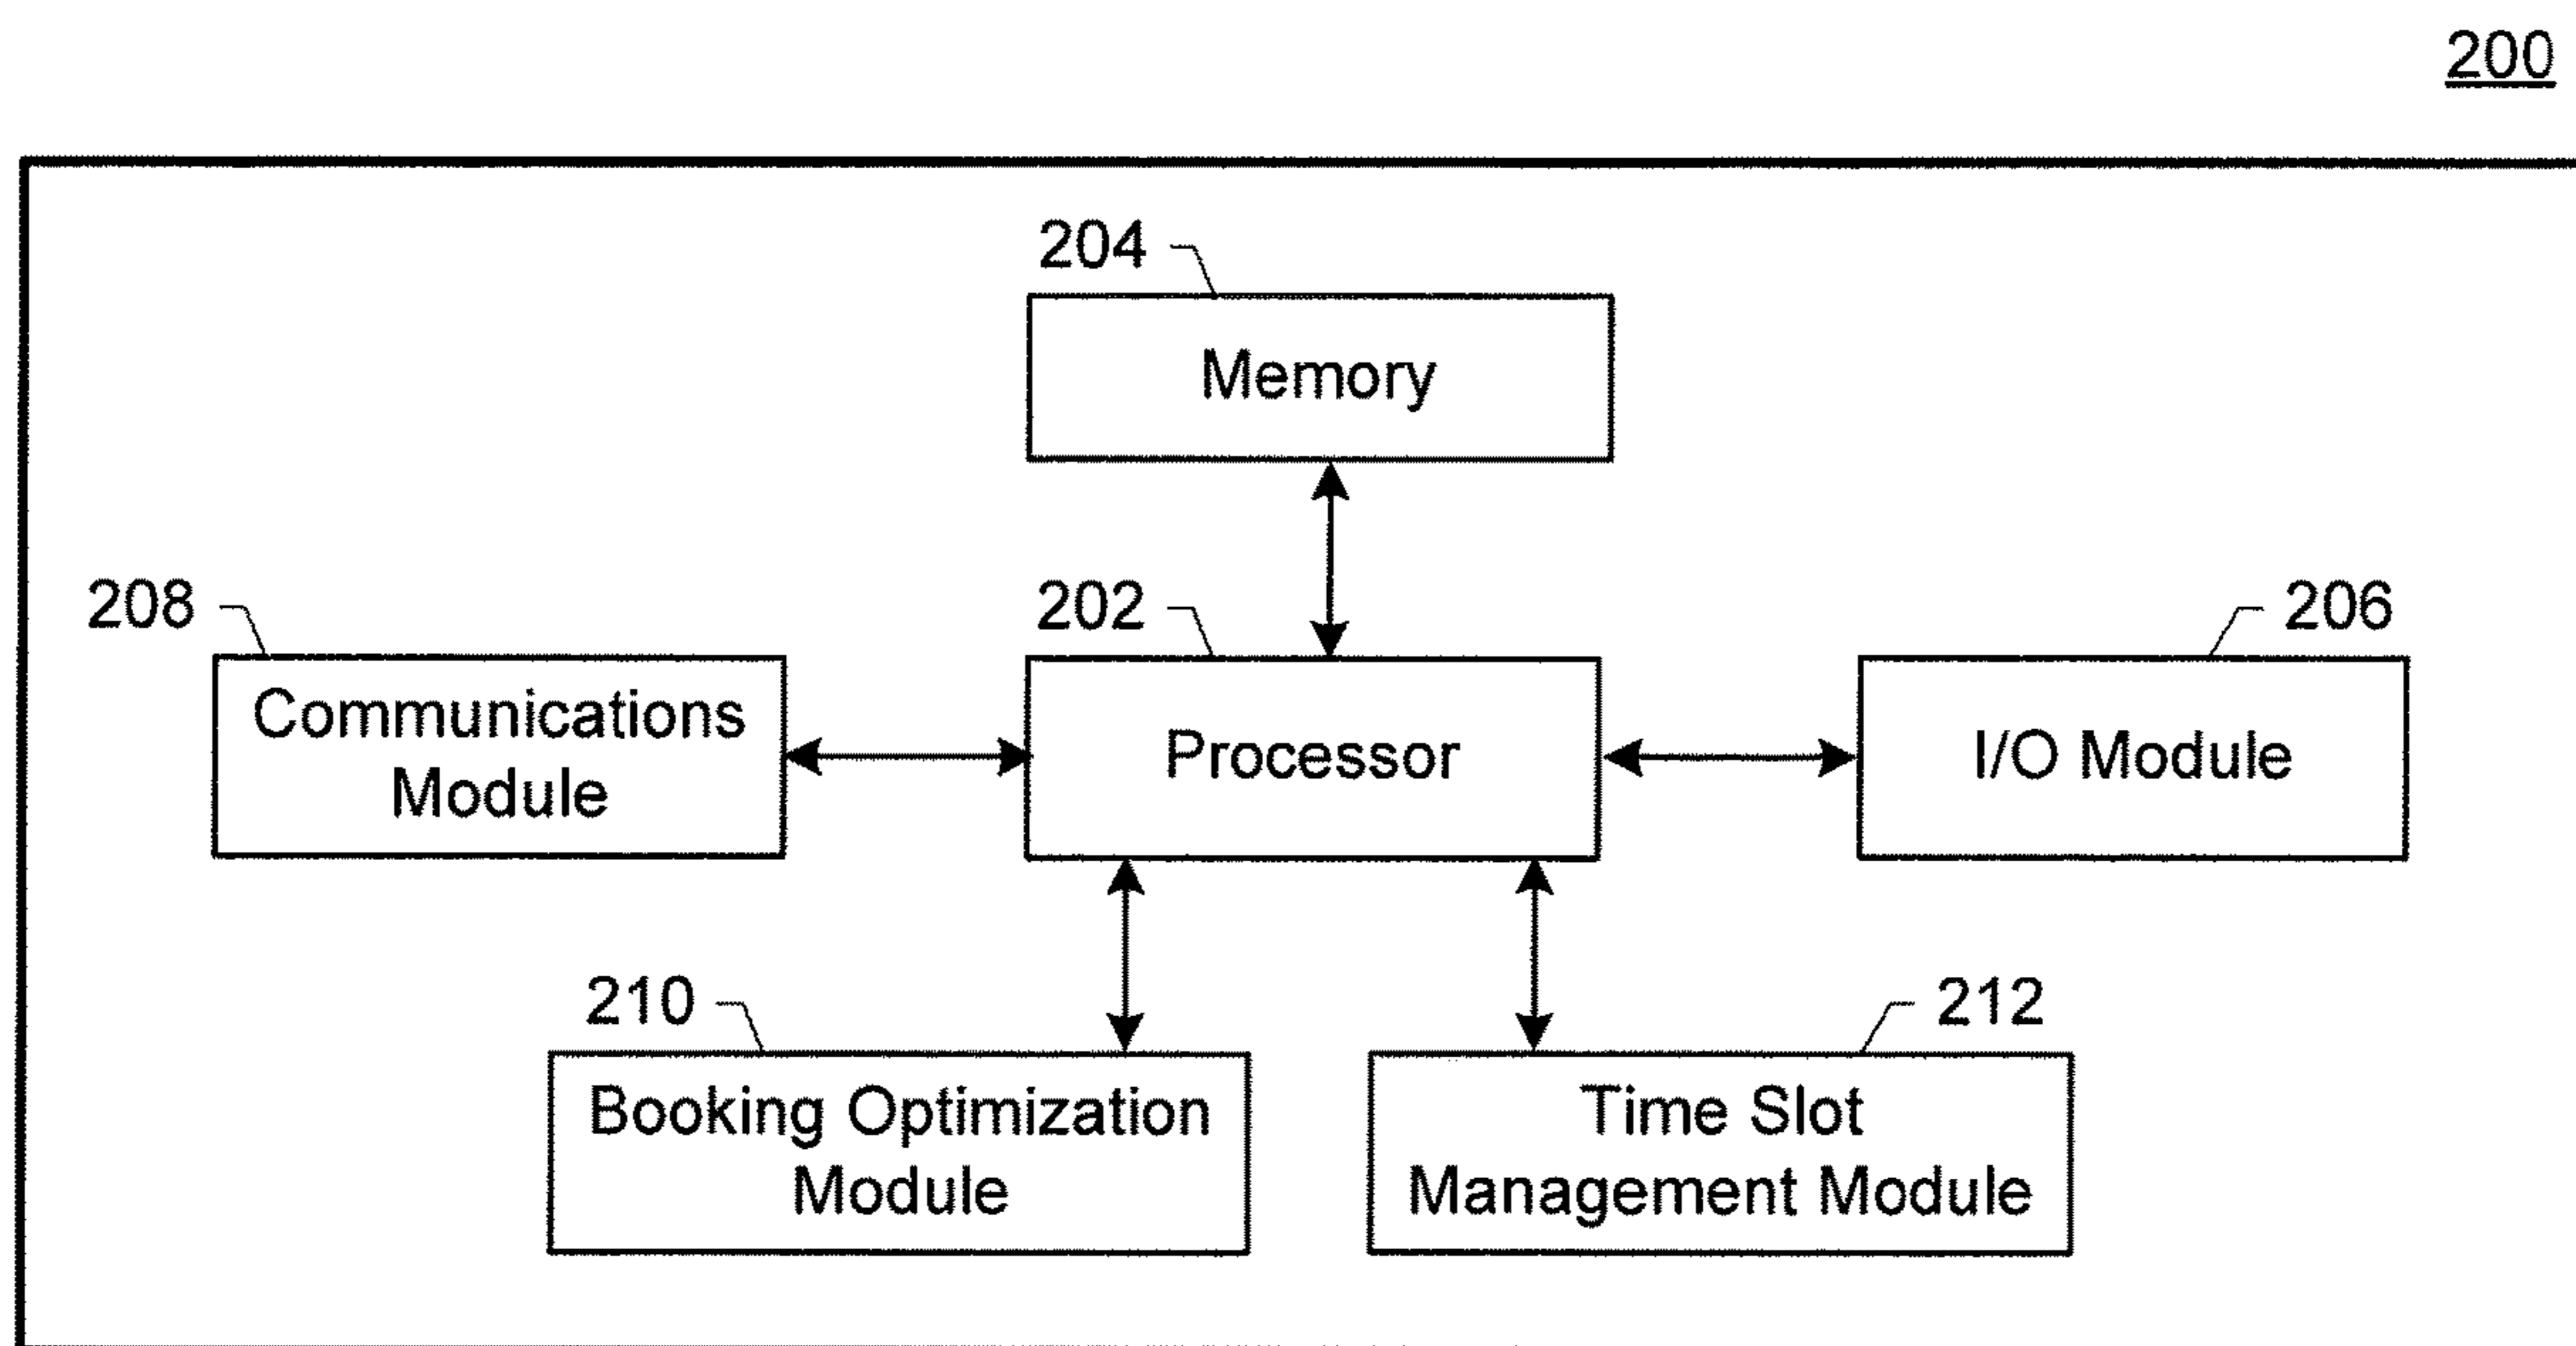 200
204
Memory
208
202
206
Communications
Module
Processor
I/O Module
210
212
Booking Optimization
Module
Time Slot
Management Module